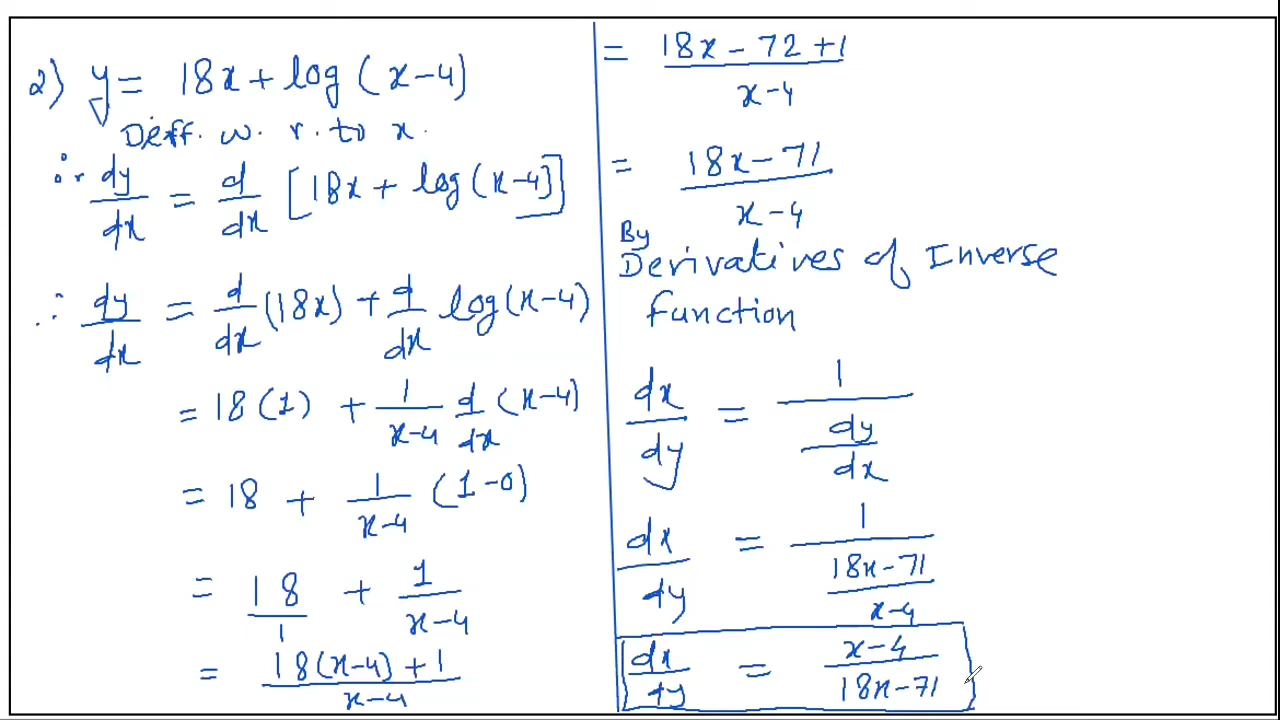 2) y = 18x + log (x-4)
Diff. w. r. to x.
∴ dy/dx = d/dx [18x + log(x-4)]
∴ dy/dx = d/dx (18x) + d/dx log(x-4)
= 18(1) + 1/(x-4) d/dx (x-4)
= 18 + 1/(x-4) (1-0)
= 18/1 + 1/(x-4)
= (18(x-4)+1)/(x-4)
= (18x-72+1)/(x-4)
= (18x-71)/(x-4)
By
Derivatives of Inverse
function
dx/dy = 1/(dy/dx)
dx/dy = 1/((18x-71)/(x-4))
dx/dy = (x-4)/(18x-71)